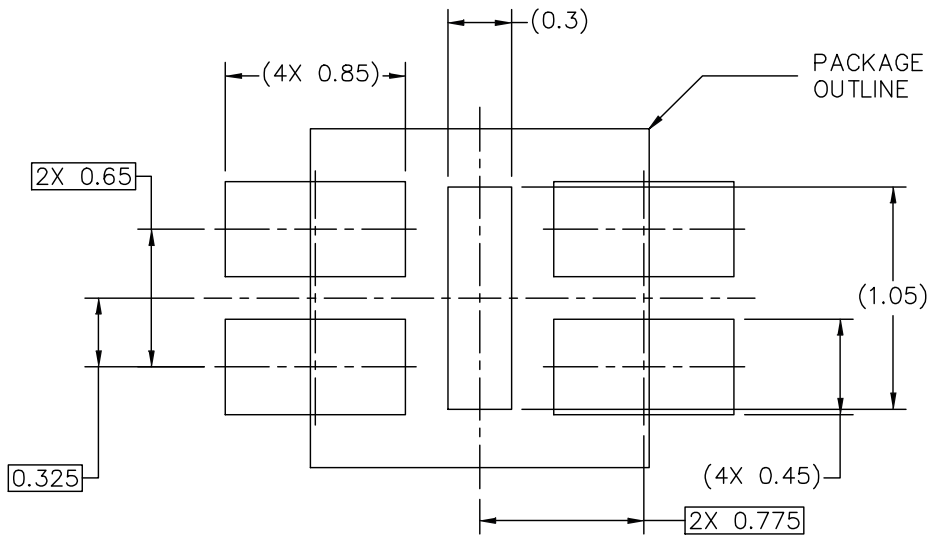 (0.3)
(4X 0.85)
PACKAGE
OUTLINE
2X 0.65
(1.05)
0.325
(4X 0.45)
2X 0.775